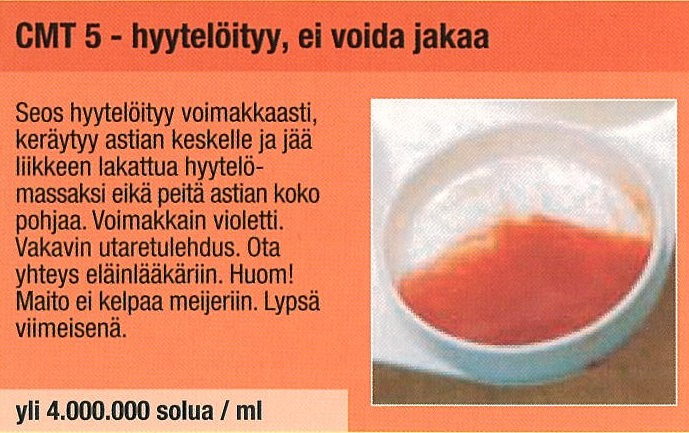 CMT 5 - hyytelöityy, ei voida jakaa
Seos hyytelöityy voimakkaasti,
keräytyy astian keskelle ja jää
liikkeen lakattua hyytelö-
massaksi eikä peitä astian koko
pohjaa. Voimakkain violetti.
Vakavin utaretulehdus. Ota
yhteys eläinlääkäriin. Huom!
Maito ei kelpaa meijeriin. Lypsä
viimeisenä.
yli 4.000.000 solua / ml